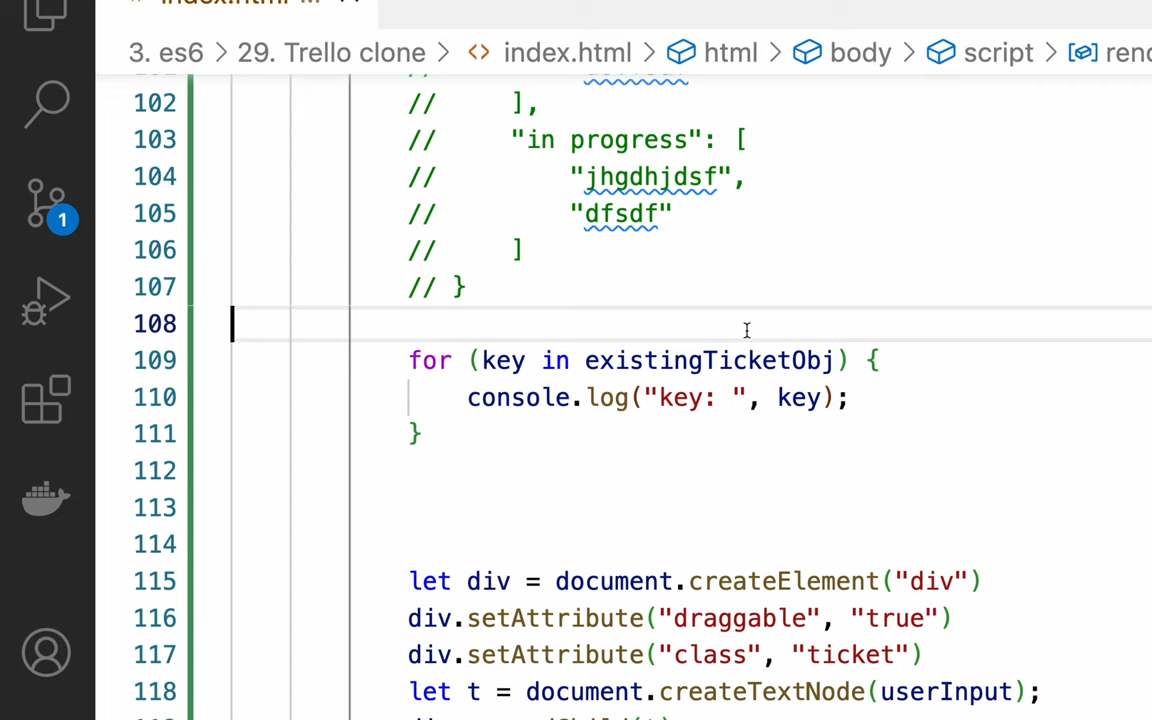 3. es6 > 29. Trello clone > <> index.html > html > body > script >
102 // ],
103 // "in progress": [
104 // "jhgdhjdsf",
105 // "dfsdf"
106 // ]
107 // }
108
109 for (key in existingTicketObj) {
110 console.log("key: ", key);
111 }
112
113
114
115 let div = document.createElement("div")
116 div.setAttribute("draggable", "true")
117 div.setAttribute("class", "ticket")
118 let t = document.createTextNode(userInput);
1